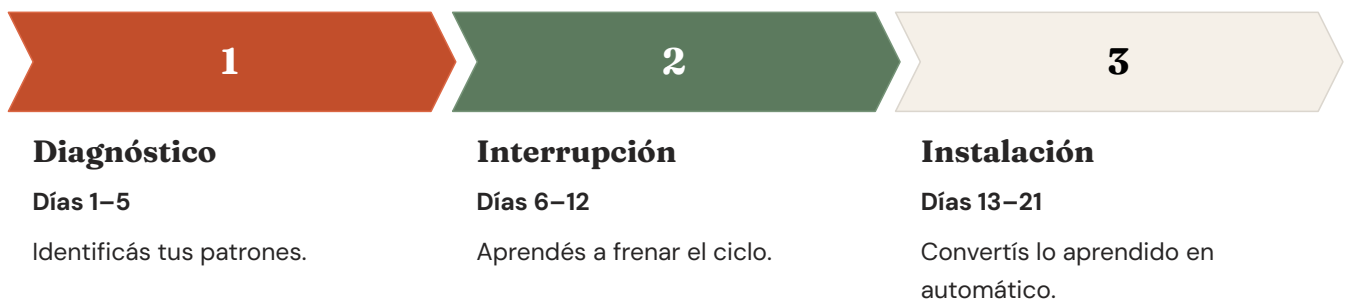 1
2
3
Diagnóstico
Días 1–5
Identificás tus patrones.
Interrupción
Días 6–12
Aprendés a frenar el ciclo.
Instalación
Días 13–21
Convertís lo aprendido en
automático.